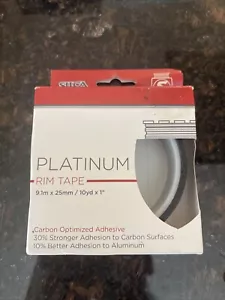 PLATINUM
RIM TAPE
9.1m x 25mm / 10yd x 1"
Carbon Optimized Adhesive
30% Stronger Adhesion to Carbon Surfaces
10% Better Adhesion to Aluminum